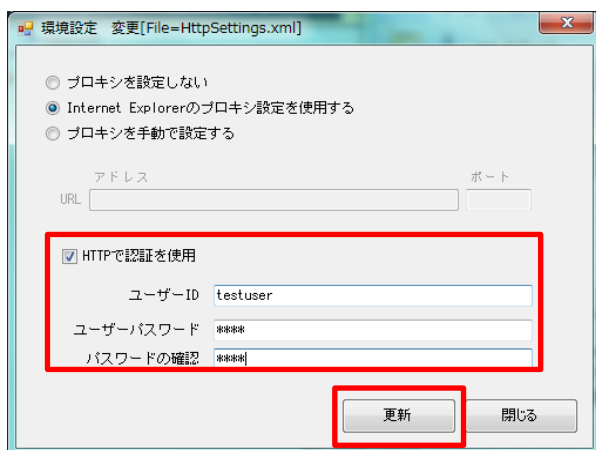 環境設定　変更[File=HttpSettings.xml]
プロキシを設定しない
Internet Explorerのプロキシ設定を使用する
プロキシを手動で設定する
アドレス ポート
URL
HTTPで認証を使用
ユーザーID testuser
ユーザーパスワード ****
パスワードの確認 ****
更新 閉じる